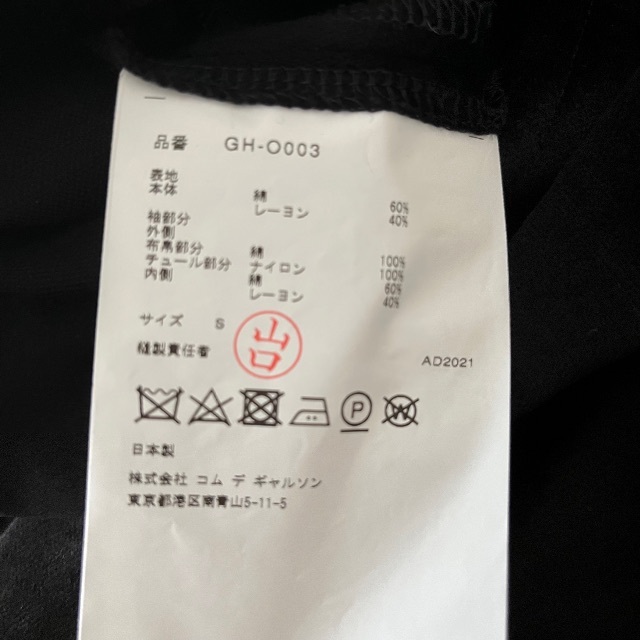 品番 GH-O003
表地
本体 綿 60%
レーヨン 40%
袖部分
外側
布帛部分 綿 100%
チュール部分 ナイロン 100%
内側 綿 60%
レーヨン 40%
サイズ S
縫製責任者 山口
AD2021
P
W
日本製
株式会社 コム デ ギャルソン
東京都港区南青山5-11-5